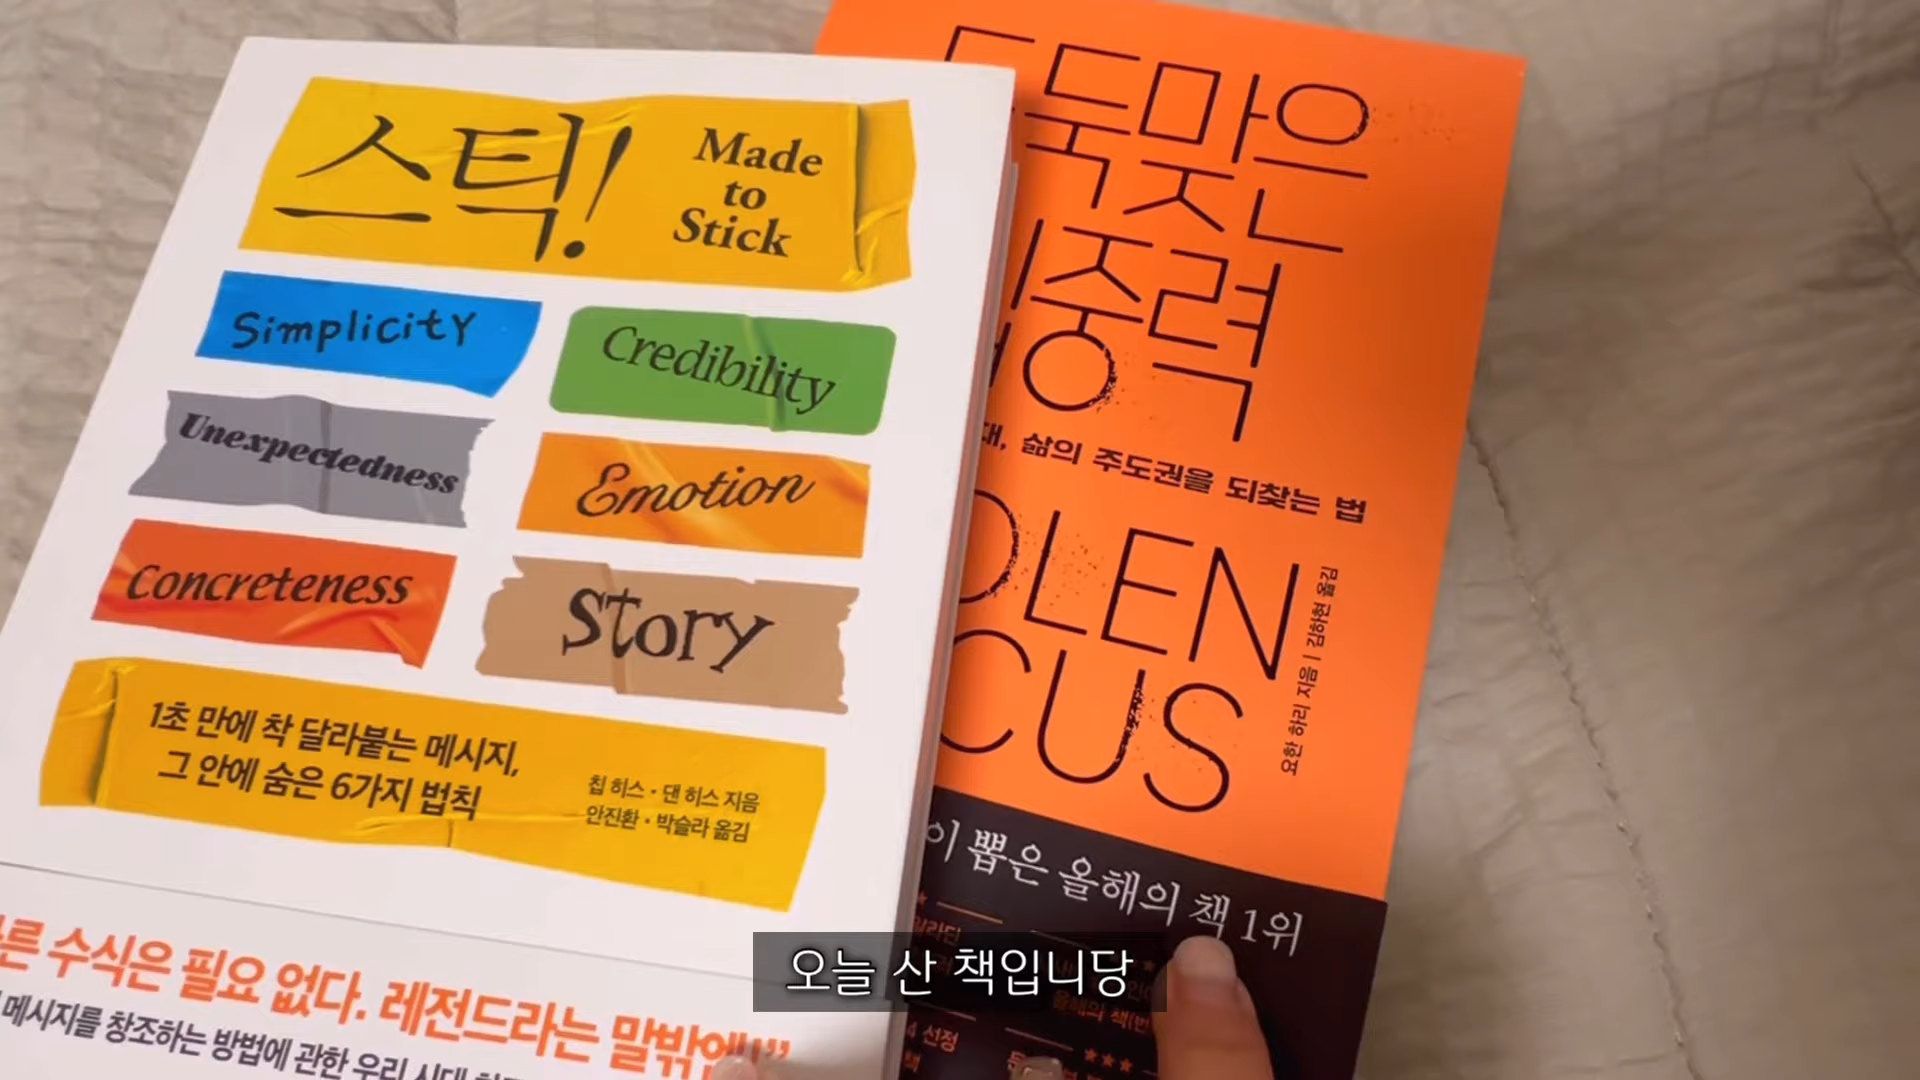 스틱!
Made
to
Stick
Simplicity
Credibility
Unexpectedness
Emotion
Concreteness
Story
1초 만에 착 달라붙는 메시지,
그 안에 숨은 6가지 법칙
칩 히스 · 댄 히스 지음
안진환 · 박슬라 옮김
수식은 필요 없다. 레전드라는 말밖엔!"
메시지를 창조하는 방법에 관한 우리 시대
둑맞은
중력
삶의 주도권을 되찾는 법
OLEN
CUS
요한 하리 지음 | 김하현 옮김
이 뽑은 올해의 책 1위
선정
오늘 산 책입니당